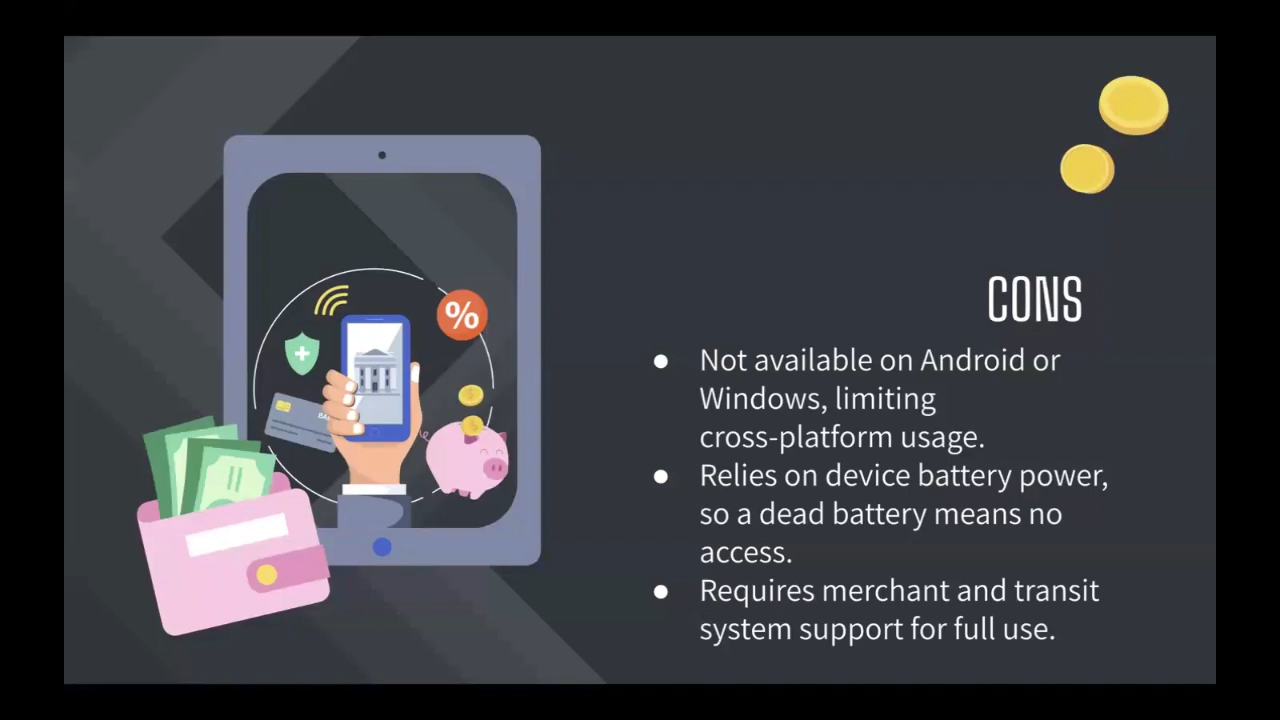 CONS
● Not available on Android or
Windows, limiting
cross-platform usage.
● Relies on device battery power,
so a dead battery means no
access.
● Requires merchant and transit
system support for full use.
%